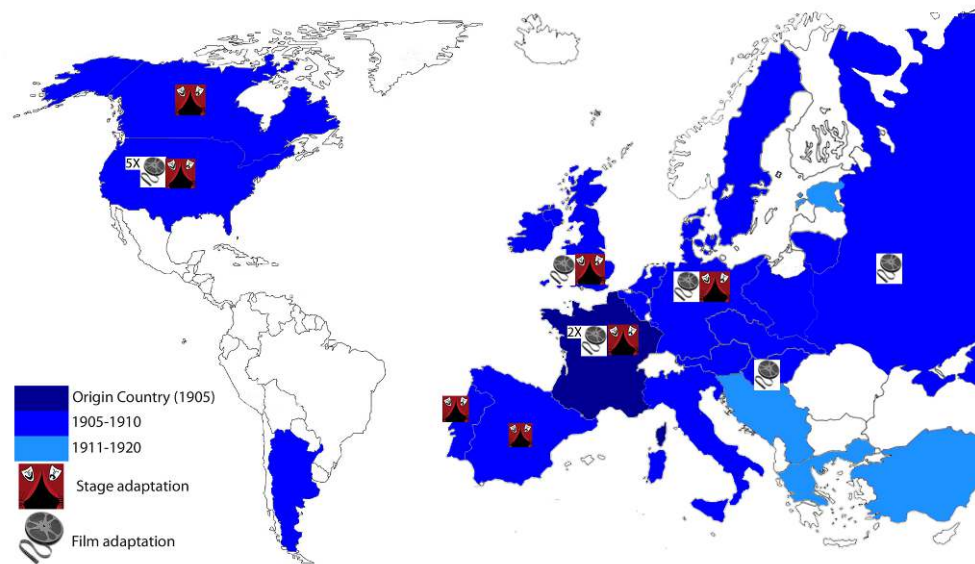 5X
2X
Origin Country (1905)
1905-1910
1911-1920
Stage adaptation
Film adaptation